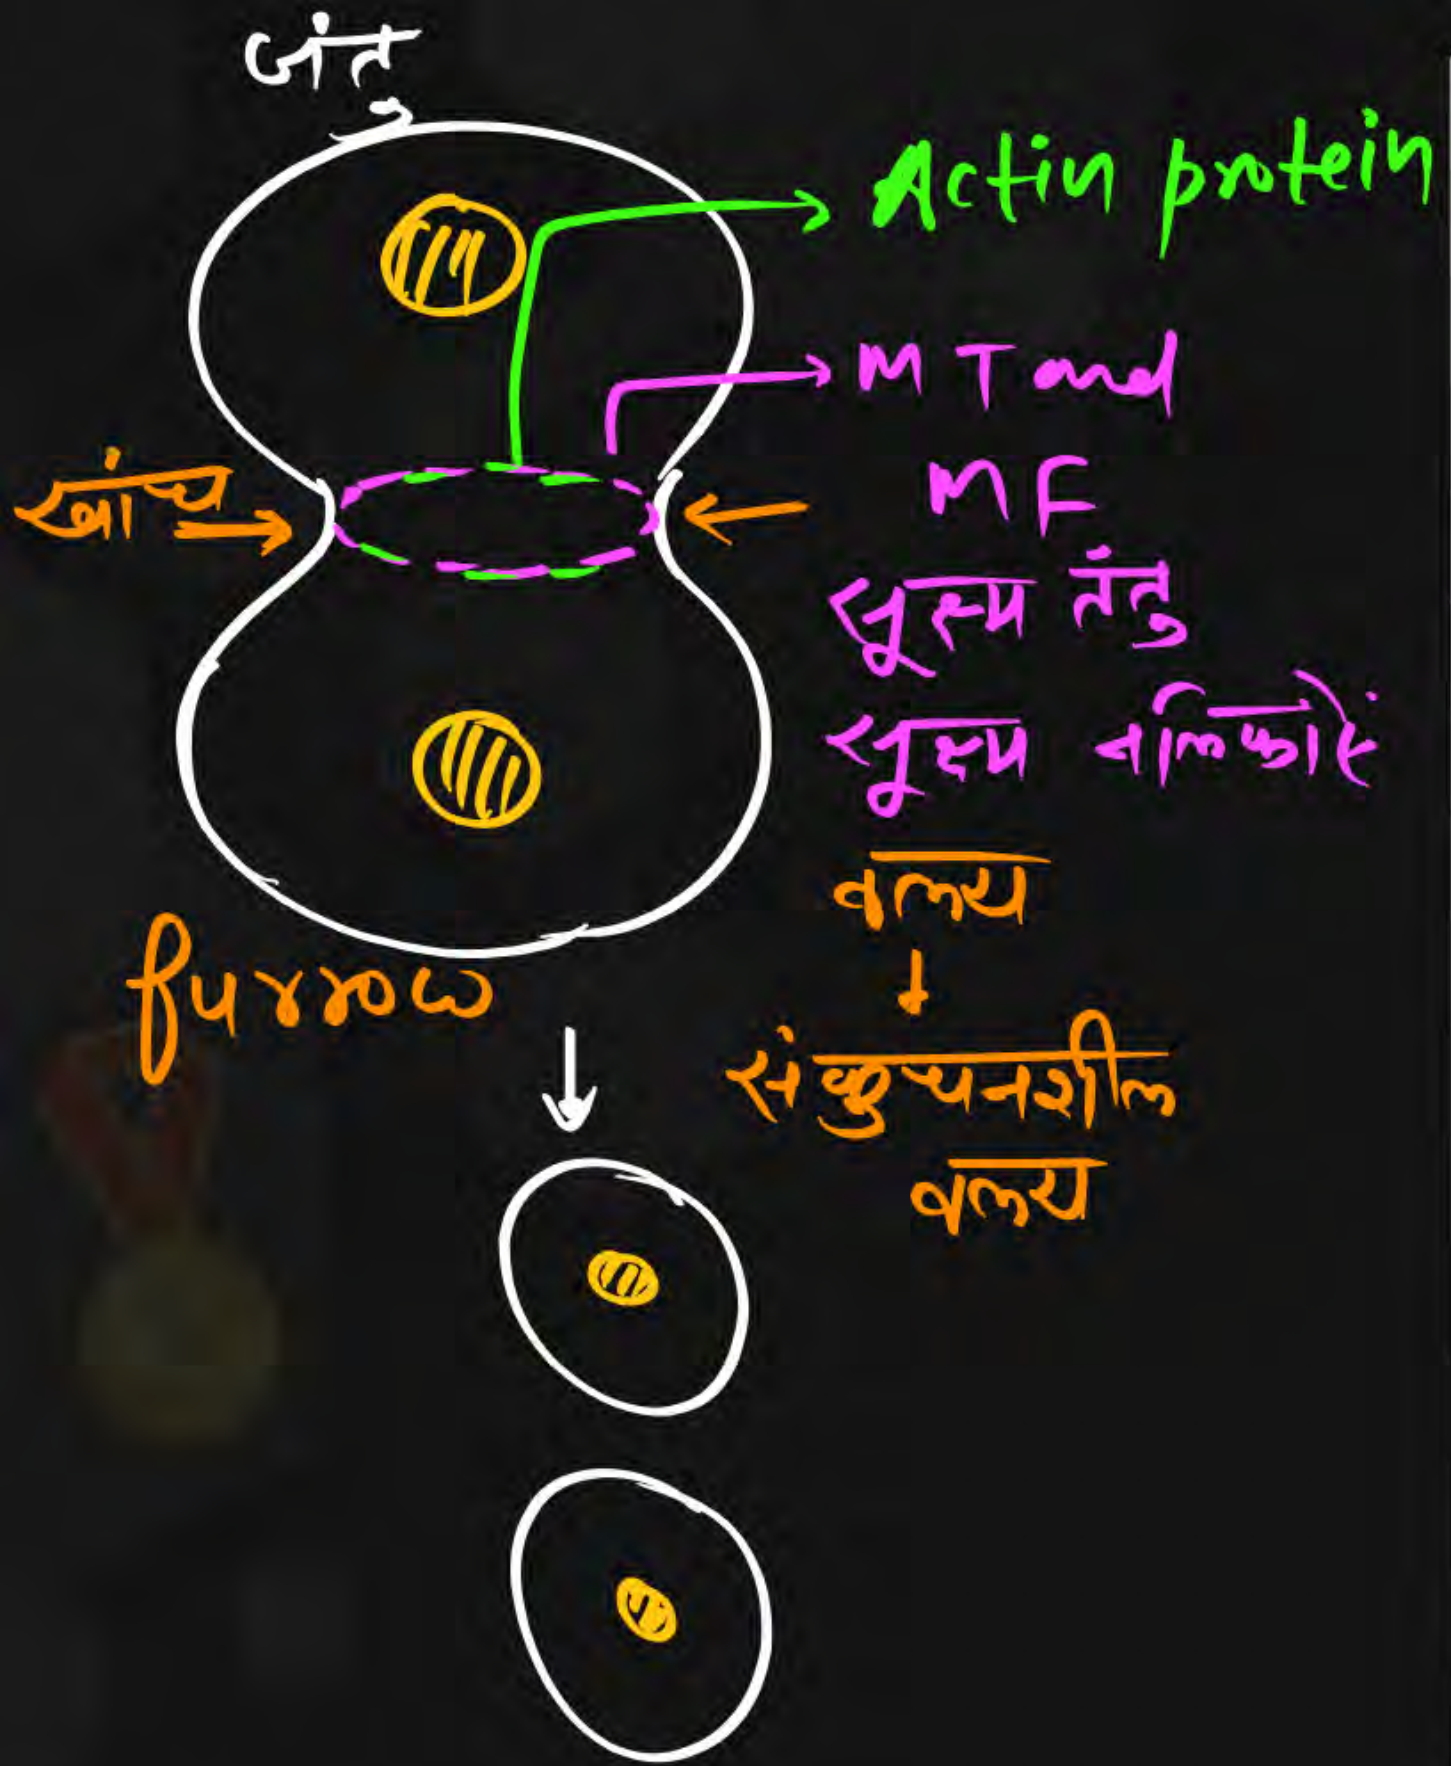 जंतु
Actin protein
MT and
MF
खांच
सूक्ष्म तंतु
सूक्ष्म नलिकाएं
वलय
furrow
संकुचनशील
वलय